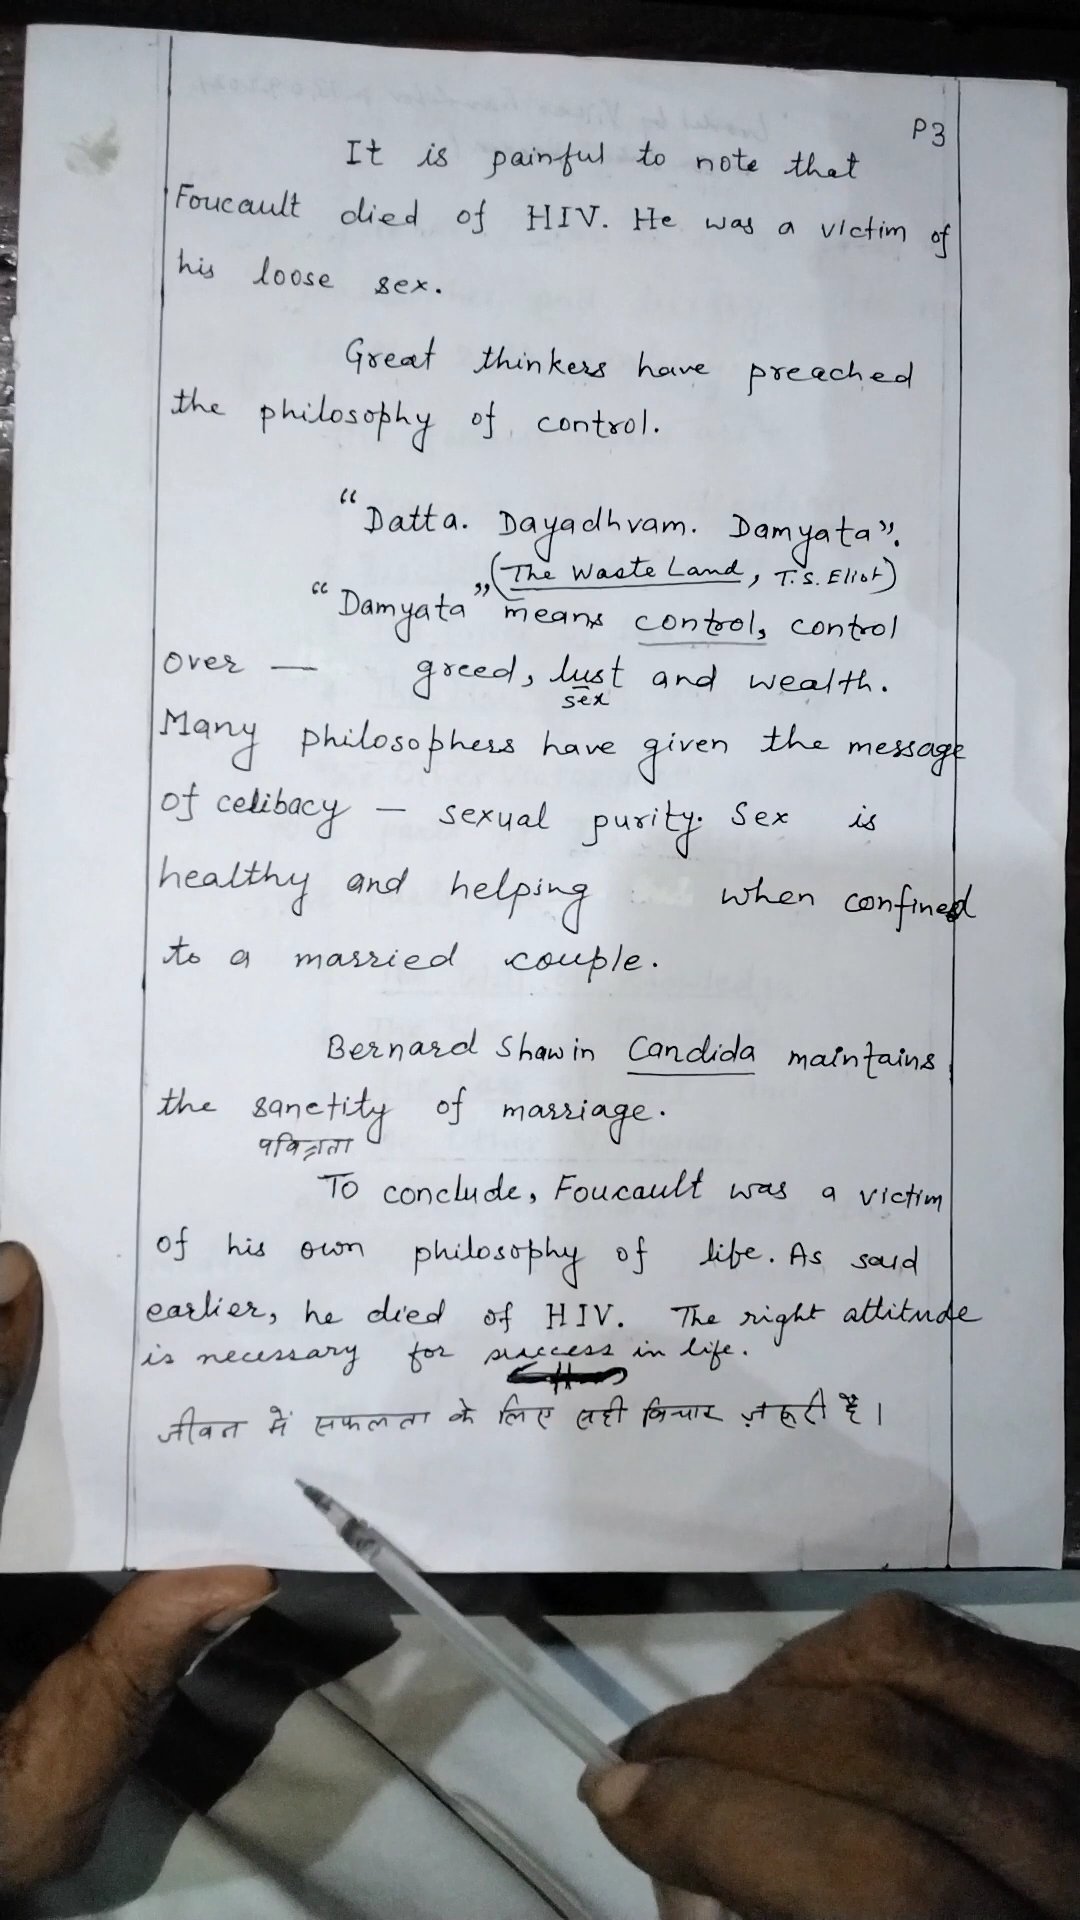 P3
It is painful to note that
Foucault died of HIV. He was a victim of
his loose sex.
Great thinkers have preached
the philosophy of control.
"Datta. Dayadhvam. Damyata".
(The Waste Land, T.S. Eliot)
"Damyata" means control, control
over — greed, lust and wealth.
sex
Many philosophers have given the message
of celibacy — sexual purity. Sex is
healthy and helping when confined
to a married couple.
Bernard Shaw in Candida maintains
the sanctity of marriage.
पवित्रता
To conclude, Foucault was a victim
of his own philosophy of life. As said
earlier, he died of HIV. The right attitude
is necessary for success in life.
जीवन में सफलता के लिए सही विचार ज़रूरी है।